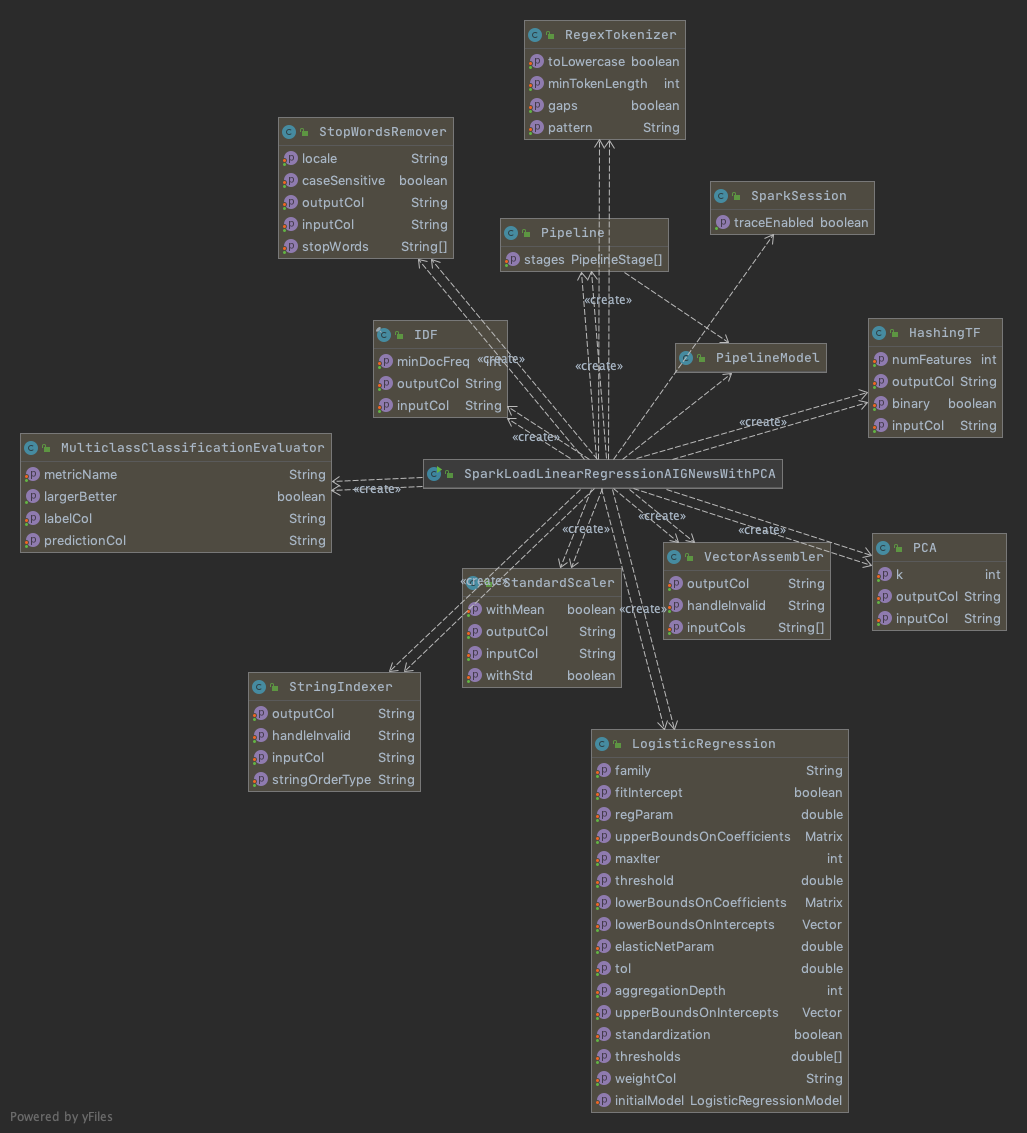 RegexTokenizer
toLowercase boolean
minTokenLength int
gaps boolean
pattern String
StopWordsRemover
locale String
caseSensitive boolean
outputCol String
inputCol String
stopWords String[]
SparkSession
traceEnabled boolean
Pipeline
stages PipelineStage[]
«create»
IDF
minDocFreq int
outputCol String
inputCol String
«create»
«create»
«create»
PipelineModel
HashingTF
numFeatures int
outputCol String
binary boolean
inputCol String
«create»
MulticlassClassificationEvaluator
metricName String
largerBetter boolean
labelCol String
predictionCol String
«create»
SparkLoadLinearRegressionAIGNewsWithPCA
«create»
«create»
«create»
PCA
k int
outputCol String
inputCol String
VectorAssembler
outputCol String
handleInvalid String
inputCols String[]
«create»
StandardScaler
withMean boolean
outputCol String
inputCol String
withStd boolean
«create»
StringIndexer
outputCol String
handleInvalid String
inputCol String
stringOrderType String
LogisticRegression
family String
fitIntercept boolean
regParam double
upperBoundsOnCoefficients Matrix
maxIter int
threshold double
lowerBoundsOnCoefficients Matrix
lowerBoundsOnIntercepts Vector
elasticNetParam double
tol double
aggregationDepth int
upperBoundsOnIntercepts Vector
standardization boolean
thresholds double[]
weightCol String
initialModel LogisticRegressionModel
Powered by yFiles